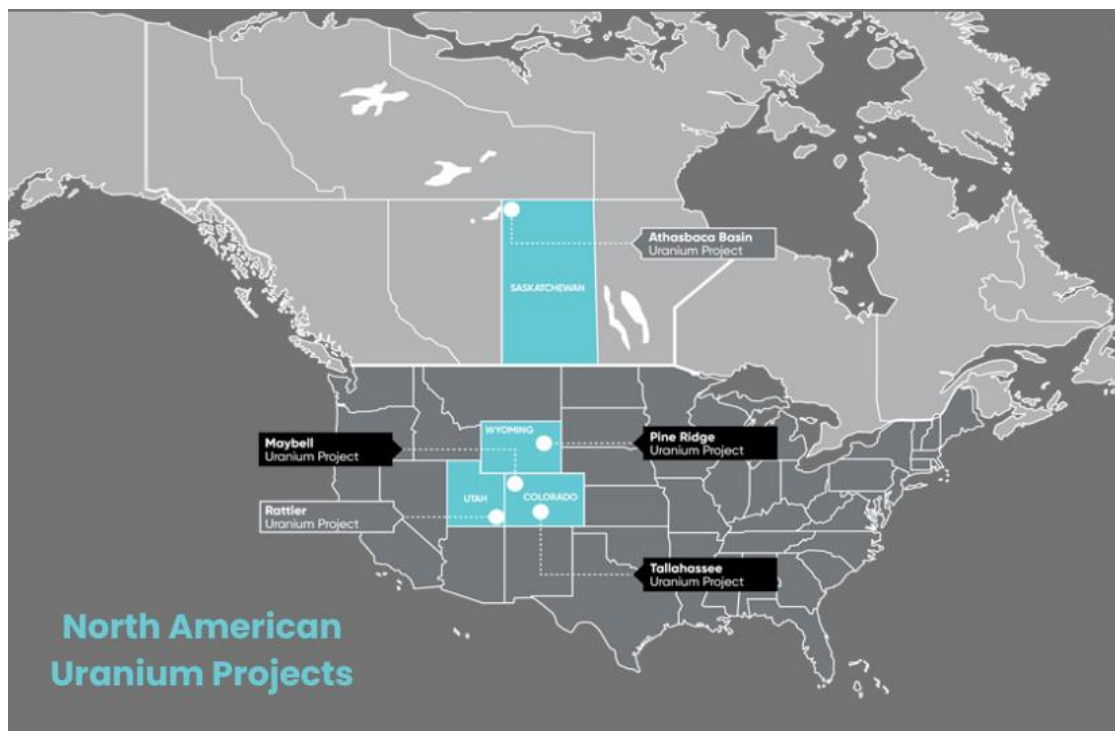 Athasbaca Basin
Uranium Project
SASKATCHEWAN
WYOMING
Maybell
Uranium Project
Pine Ridge
Uranium Project
UTAH
COLORADO
Rattler
Uranium Project
Tallahassee
Uranium Project
North American
Uranium Projects